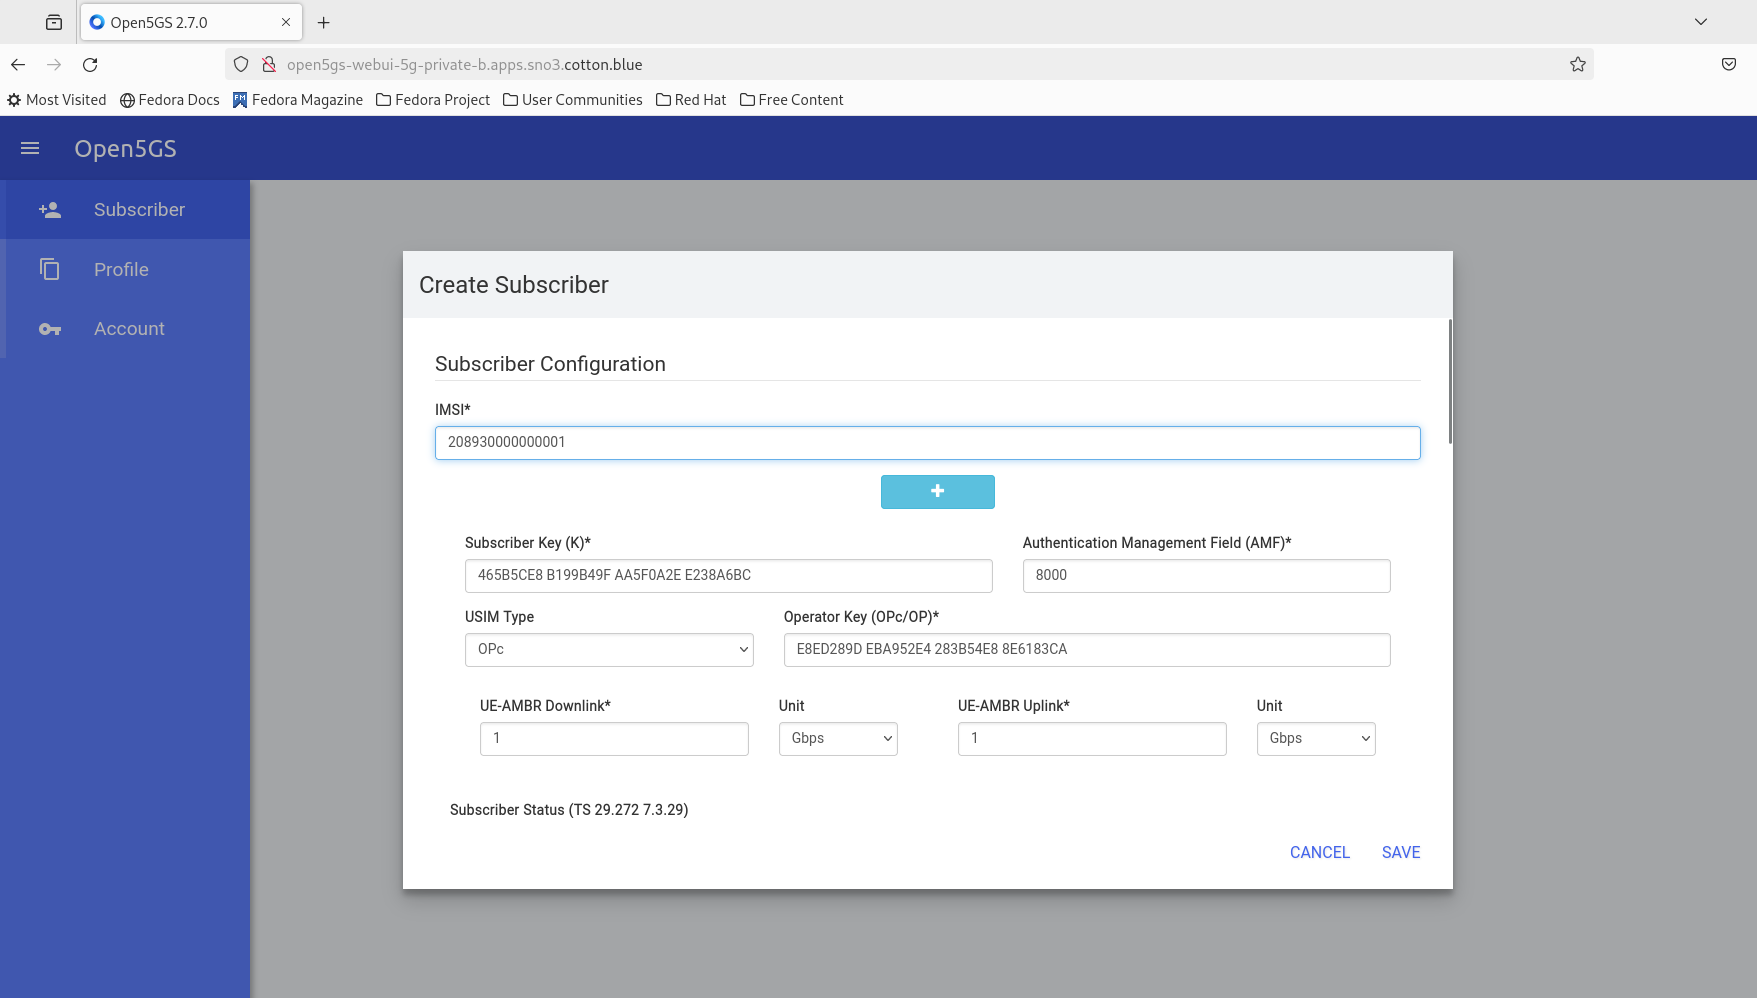 Open5GS 2.7.0
open5gs-webui-5g-private-b.apps.sno3.cotton.blue
Most Visited Fedora Docs FM Fedora Magazine Fedora Project User Communities Red Hat Free Content
Open5GS
Subscriber
Profile
Account
Create Subscriber
Subscriber Configuration
IMSI*
208930000000001
+
Subscriber Key (K)* Authentication Management Field (AMF)*
465B5CE8 B199B49F AA5F0A2E E238A6BC 8000
USIM Type Operator Key (OPc/OP)*
OPc E8ED289D EBA952E4 283B54E8 8E6183CA
UE-AMBR Downlink* Unit UE-AMBR Uplink* Unit
1 Gbps 1 Gbps
Subscriber Status (TS 29.272 7.3.29)
CANCEL SAVE